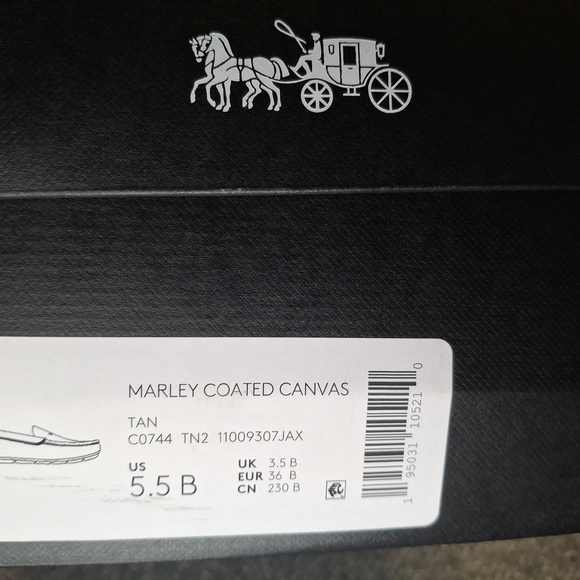 MARLEY COATED CANVAS
TAN
C0744 TN2 11009307JAX
US
5.5 B
UK 3.5 B
EUR 36 B
CN 230 B
1 95031 10521 0